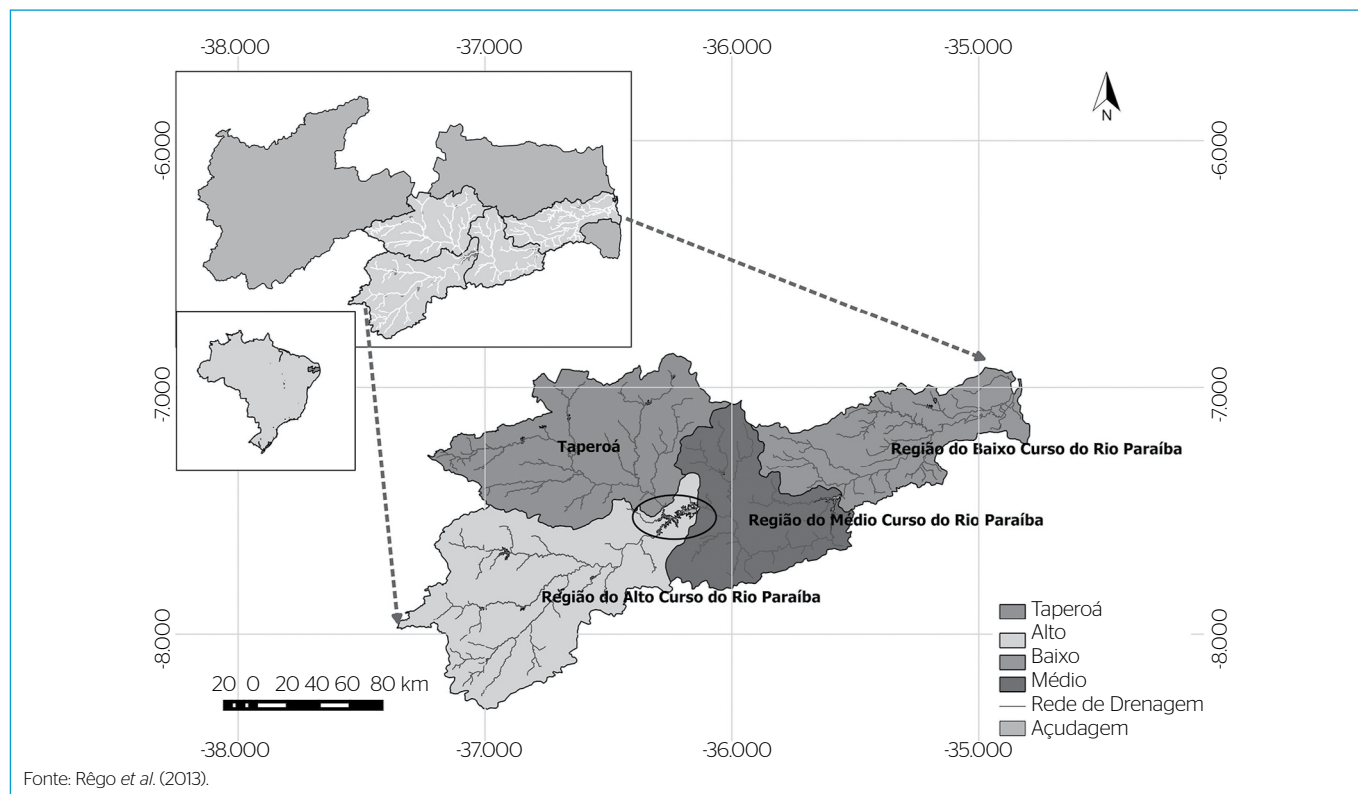 -38.000 -37.000 -36.000 -35.000
N
-6.000 -6.000
-7.000 -7.000
Taperoá
Região do Baixo Curso do Rio Paraíba
Região do Médio Curso do Rio Paraíba
Região do Alto Curso do Rio Paraíba
-8.000 -8.000
Taperoá
Alto
Baixo
Médio
Rede de Drenagem
Açudagem
20 0 20 40 60 80 km
-38.000 -37.000 -36.000 -35.000
Fonte: Rêgo et al. (2013).